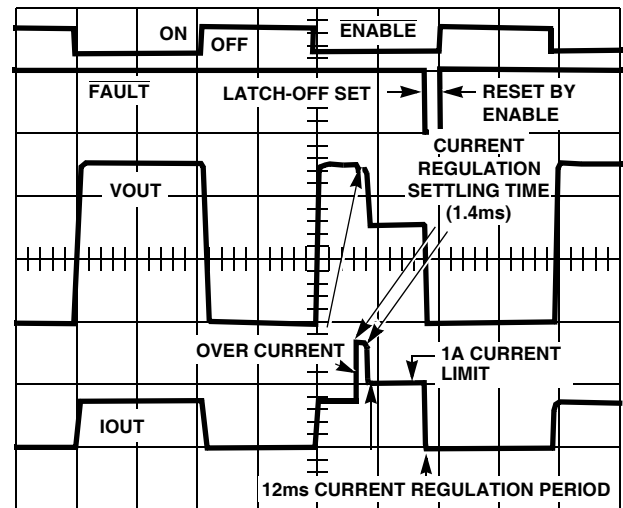 ON
OFF
ENABLE
FAULT
LATCH-OFF SET
RESET BY
ENABLE
CURRENT
REGULATION
SETTLING TIME
(1.4ms)
VOUT
OVER CURRENT
1A CURRENT
LIMIT
IOUT
12ms CURRENT REGULATION PERIOD